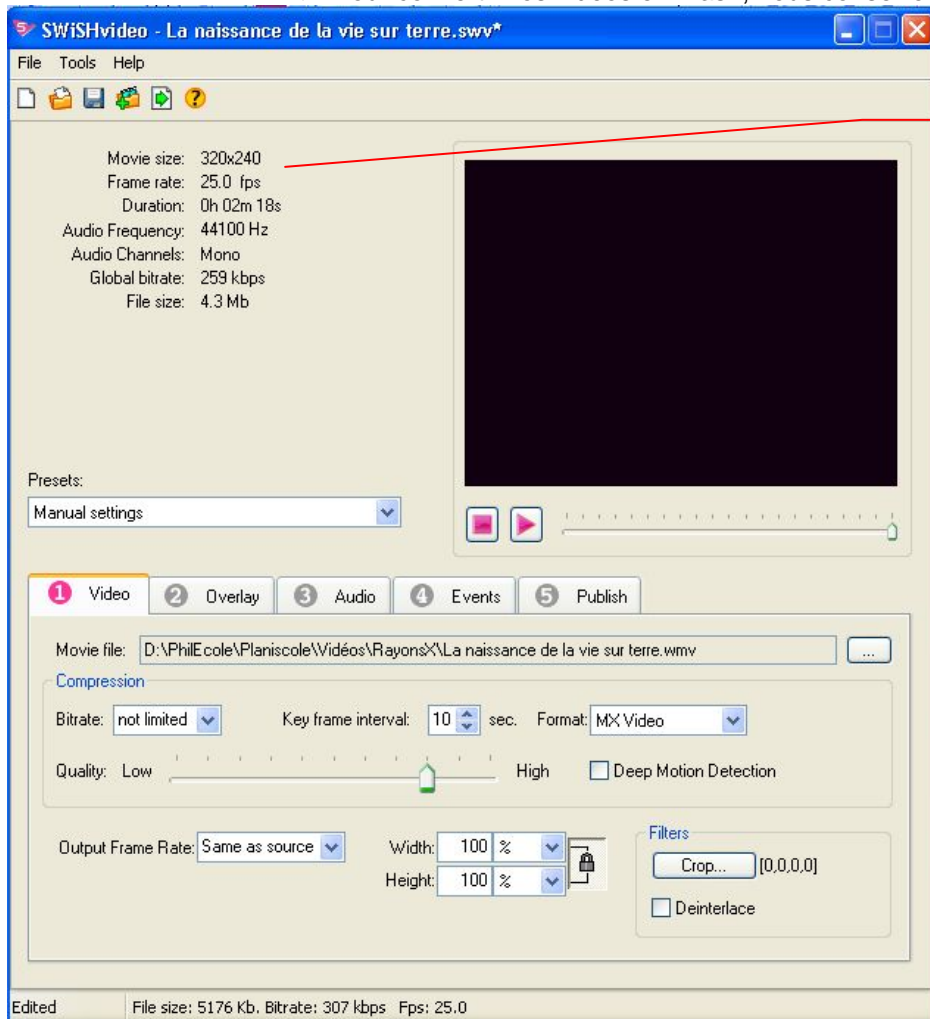 SWiSHvideo - La naissance de la vie sur terre.swv*
File Tools Help
Movie size: 320x240
Frame rate: 25.0 fps
Duration: 0h 02m 18s
Audio Frequency: 44100 Hz
Audio Channels: Mono
Global bitrate: 259 kbps
File size: 4.3 Mb
Presets:
Manual settings
1 Video 2 Overlay 3 Audio 4 Events 5 Publish
Movie file: D:\PhilEcole\Planiscole\Vidéos\RayonsX\La naissance de la vie sur terre.wmv ...
Compression
Bitrate: not limited Key frame interval: 10 sec. Format: MX Video
Quality: Low High Deep Motion Detection
Output Frame Rate: Same as source Width: 100 %
Height: 100 %
Filters
Crop... [0,0,0,0]
Deinterlace
Edited File size: 5176 Kb. Bitrate: 307 kbps Fps: 25.0